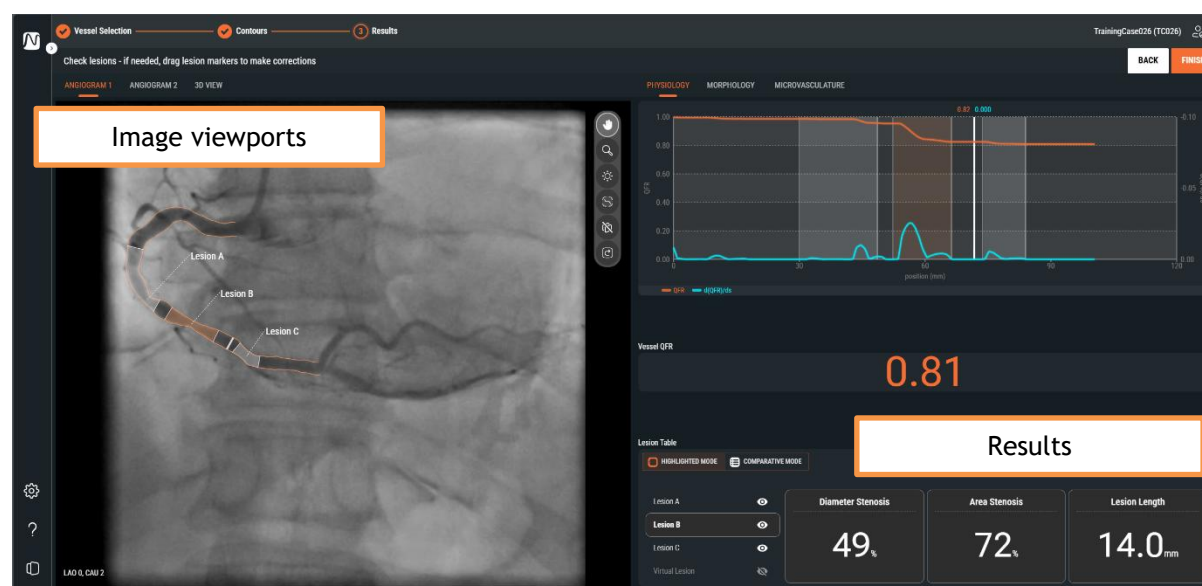 Vessel Selection
Contours
3 Results
TrainingCase026 (TC026)
Check lesions - if needed, drag lesion markers to make corrections
BACK
FINISH
ANGIOGRAM 1 ANGIOGRAM 2 3D VIEW
PHYSIOLOGY MORPHOLOGY MICROVASCULATURE
Image viewports
0.82 0.000
1.00
0.80
0.60
0.40
0.20
0.00
QFR
-0.10
-0.05
0.00
0 30 60 90 120
position (mm)
QFR d(QFR)/ds
Lesion A
Lesion B
Lesion C
Vessel QFR
0.81
Results
Lesion Table
HIGHLIGHTED MODE COMPARATIVE MODE
Lesion A
Lesion B
Lesion C
Virtual Lesion
Diameter Stenosis
49%
Area Stenosis
72%
Lesion Length
14.0mm
LAO 0, CAU 2
?